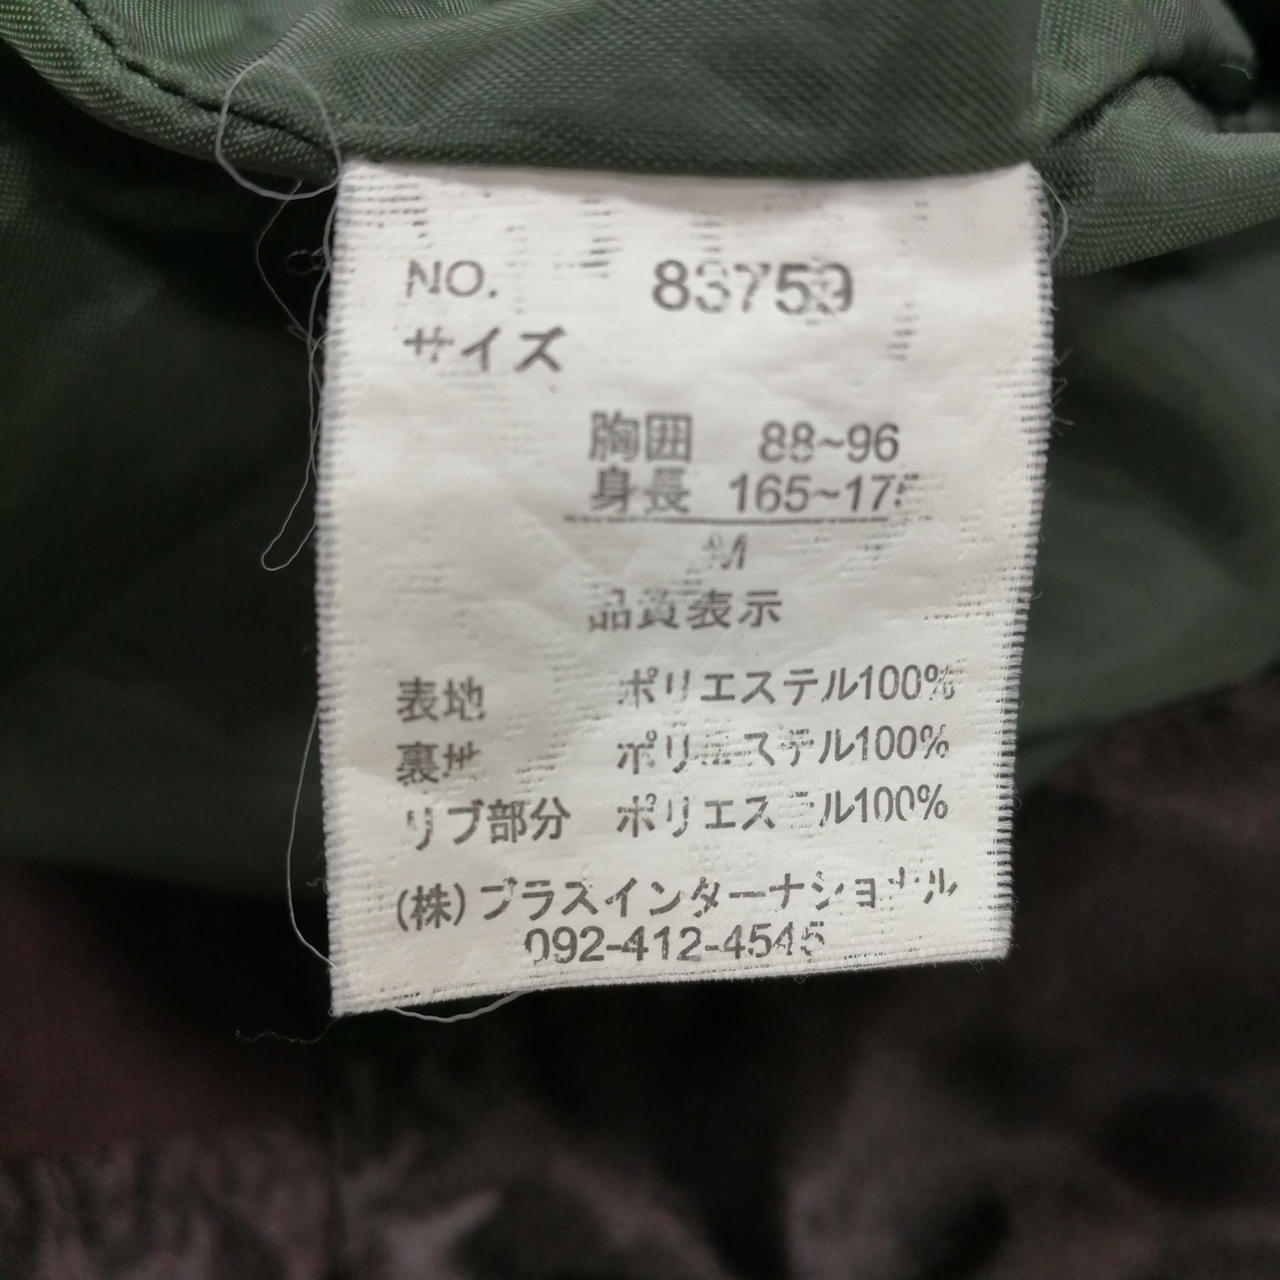 NO. 83759
サイズ
胸囲 88~96
身長 165~175
M
品質表示
表地 ポリエステル100%
裏地 ポリエステル100%
リブ部分 ポリエステル100%
(株)プラスインターナショナル
092-412-4545